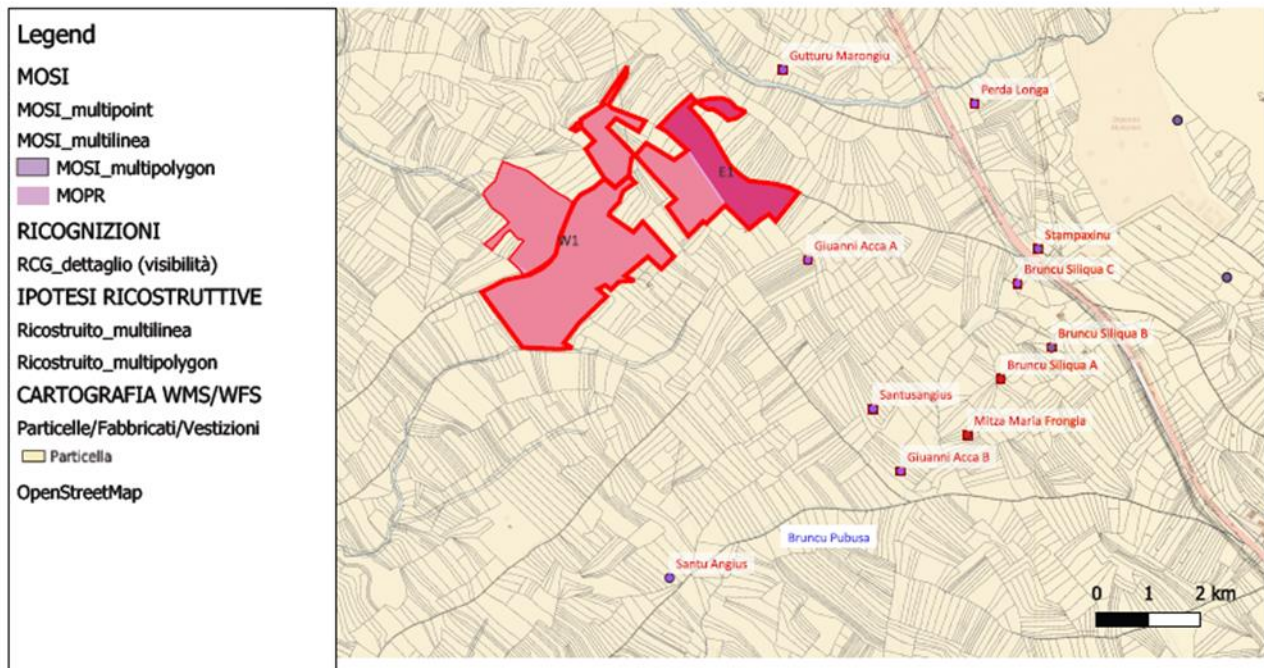 Legend
MOSI
MOSI_multipoint
MOSI_multilinea
MOSI_multipolygon
MOPR
RICOGNIZIONI
RCG_dettaglio (visibilità)
IPOTESI RICOSTRUTTIVE
Ricostruito_multilinea
Ricostruito_multipolygon
CARTOGRAFIA WMS/WFS
Particelle/Fabbricati/Vestizioni
Particella
OpenStreetMap
Gutturu Marongiu
Perda Longa
E1
W1
Giuanni Acca A
Stampaxinu
Bruncu Siliqua C
Bruncu Siliqua B
Bruncu Siliqua A
Santusangius
Mitza Maria Frongia
Giuanni Acca B
Bruncu Pubusa
Santu Angius
0 1 2 km